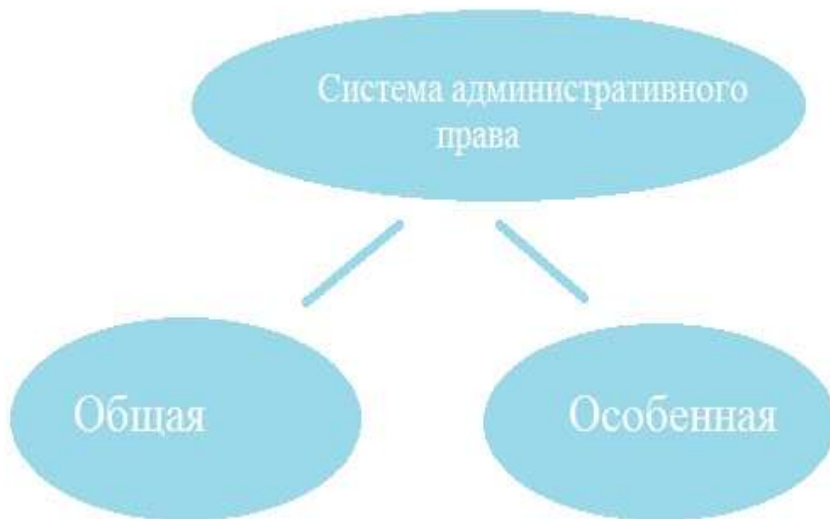 Система административного
права
Общая
Особенная